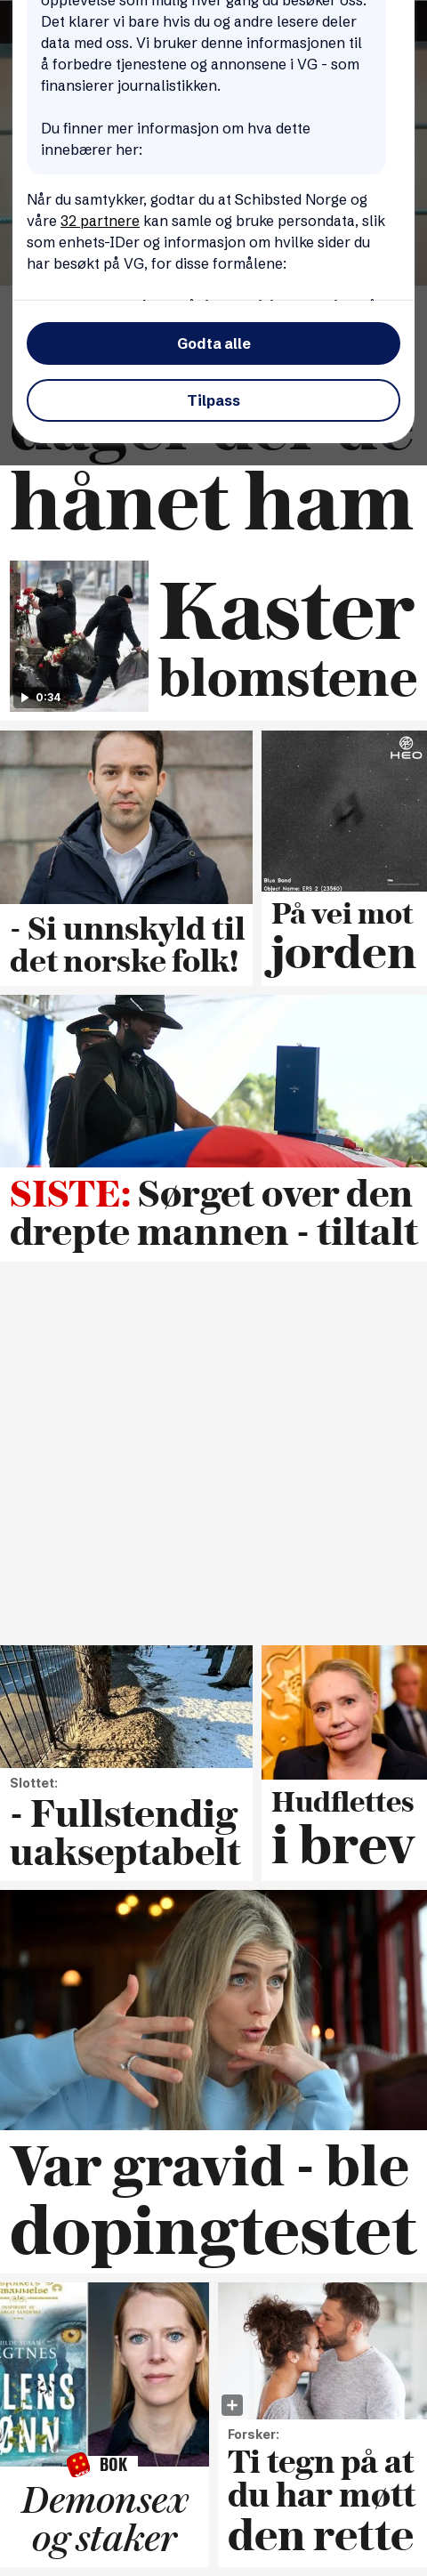 opplevelse som mulig hver gang du besøker oss.
Det klarer vi bare hvis du og andre lesere deler
data med oss. Vi bruker denne informasjonen til
å forbedre tjenestene og annonsene i VG - som
finansierer journalistikken.
Du finner mer informasjon om hva dette
innebærer her:
Når du samtykker, godtar du at Schibsted Norge og
våre 32 partnere kan samle og bruke persondata, slik
som enhets-IDer og informasjon om hvilke sider du
har besøkt på VG, for disse formålene:
Godta alle
Tilpass
hånet ham
0:34
Kaster
blomstene
- Si unnskyld til
det norske folk!
HEO
Blue Band
Object Name: ERS 2 (23560)
På vei mot
jorden
SISTE: Sørget over den
drepte mannen - tiltalt
Slottet:
- Fullstendig
uakseptabelt
Hudflettes
i brev
Var gravid - ble
dopingtestet
BOK
Demonsex
og staker
Forsker:
Ti tegn på at
du har møtt
den rette